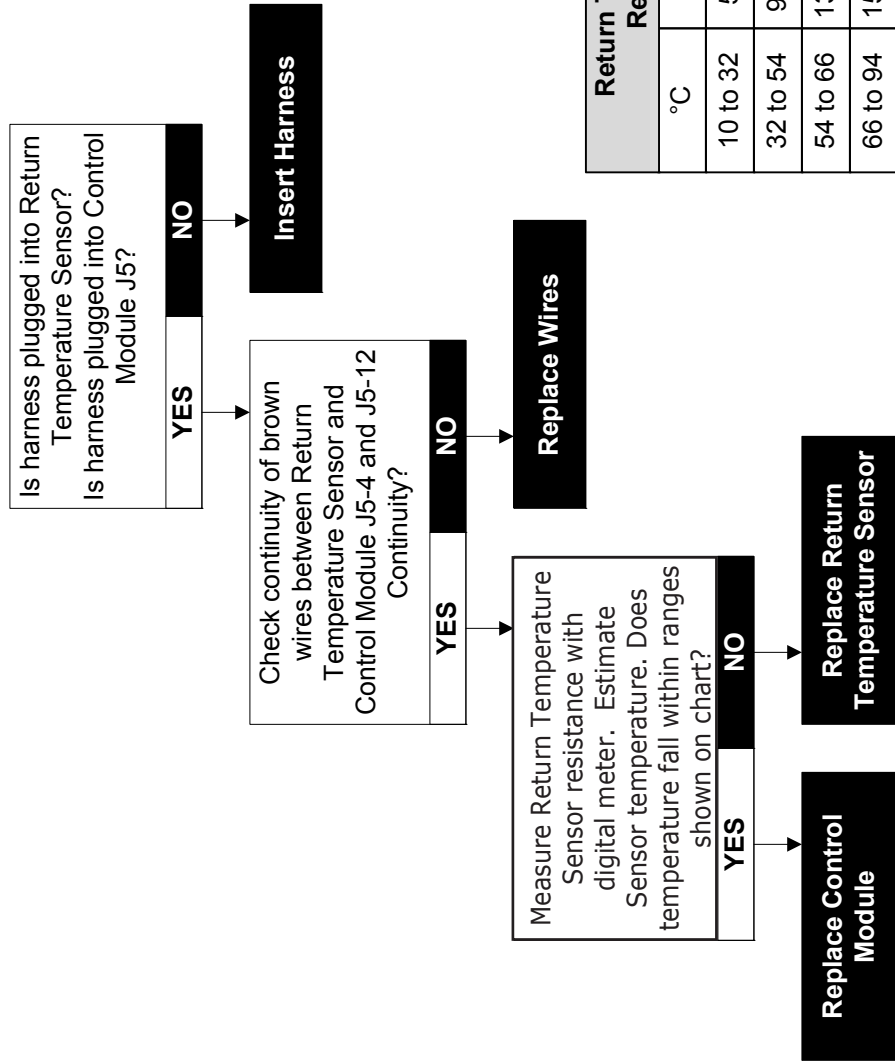 Is harness plugged into Return
Temperature Sensor?
Is harness plugged into Control
Module J5?
YES
NO
Insert Harness
Check continuity of brown
wires between Return
Temperature Sensor and
Control Module J5-4 and J5-12
Continuity?
YES
NO
Replace Wires
Measure Return Temperature
Sensor resistance with
digital meter. Estimate
Sensor temperature. Does
temperature fall within ranges
shown on chart?
YES
NO
Replace Control
Module
Replace Return
Temperature Sensor
Return
°C
10 to 32
32 to 54
54 to 66
66 to 94